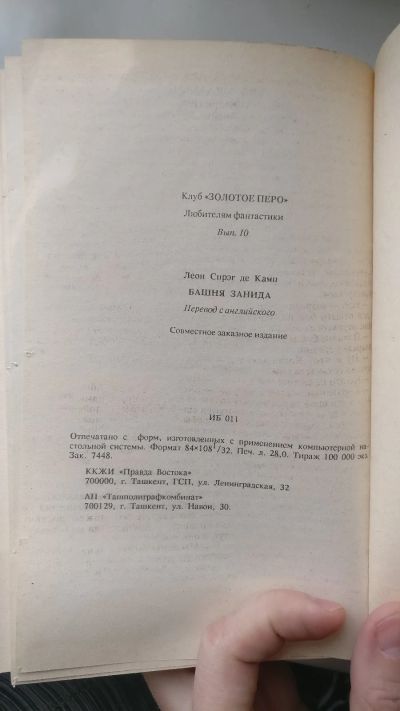 Клуб «ЗОЛОТОЕ ПЕРО»
Любителям фантастики
Вып. 10
Леон Спрэг де Камп
БАШНЯ ЗАНИДА
Перевод с английского
Совместное заказное издание
ИБ 011
Отпечатано с форм, изготовленных с применением компьютерной на-
стольной системы. Формат 84×108¹/32. Печ. л. 28,0. Тираж 100 000 экз
Зак. 7448.
ККЖИ «Правда Востока»
700000, г. Ташкент, ГСП, ул. Ленинградская, 32
АП «Ташполиграфкомбинат»
700129, г. Ташкент, ул. Навои, 30.